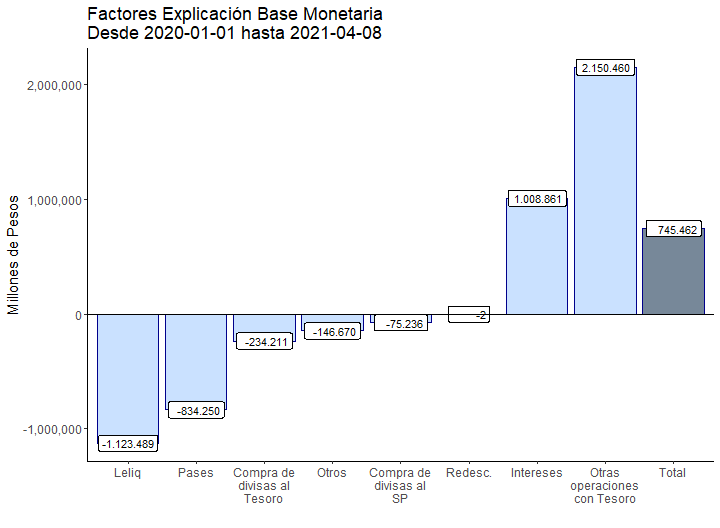 Factores Explicación Base Monetaria
Desde 2020-01-01 hasta 2021-04-08
Millones de Pesos
2,000,000
1,000,000
0
-1,000,000
-1.123.489
-834.250
-234.211
-146.670
-75.236
-2
1.008.861
2.150.460
745.462
Leliq
Pases
Compra de
divisas al
Tesoro
Otros
Compra de
divisas al
SP
Redesc.
Intereses
Otras
operaciones
con Tesoro
Total